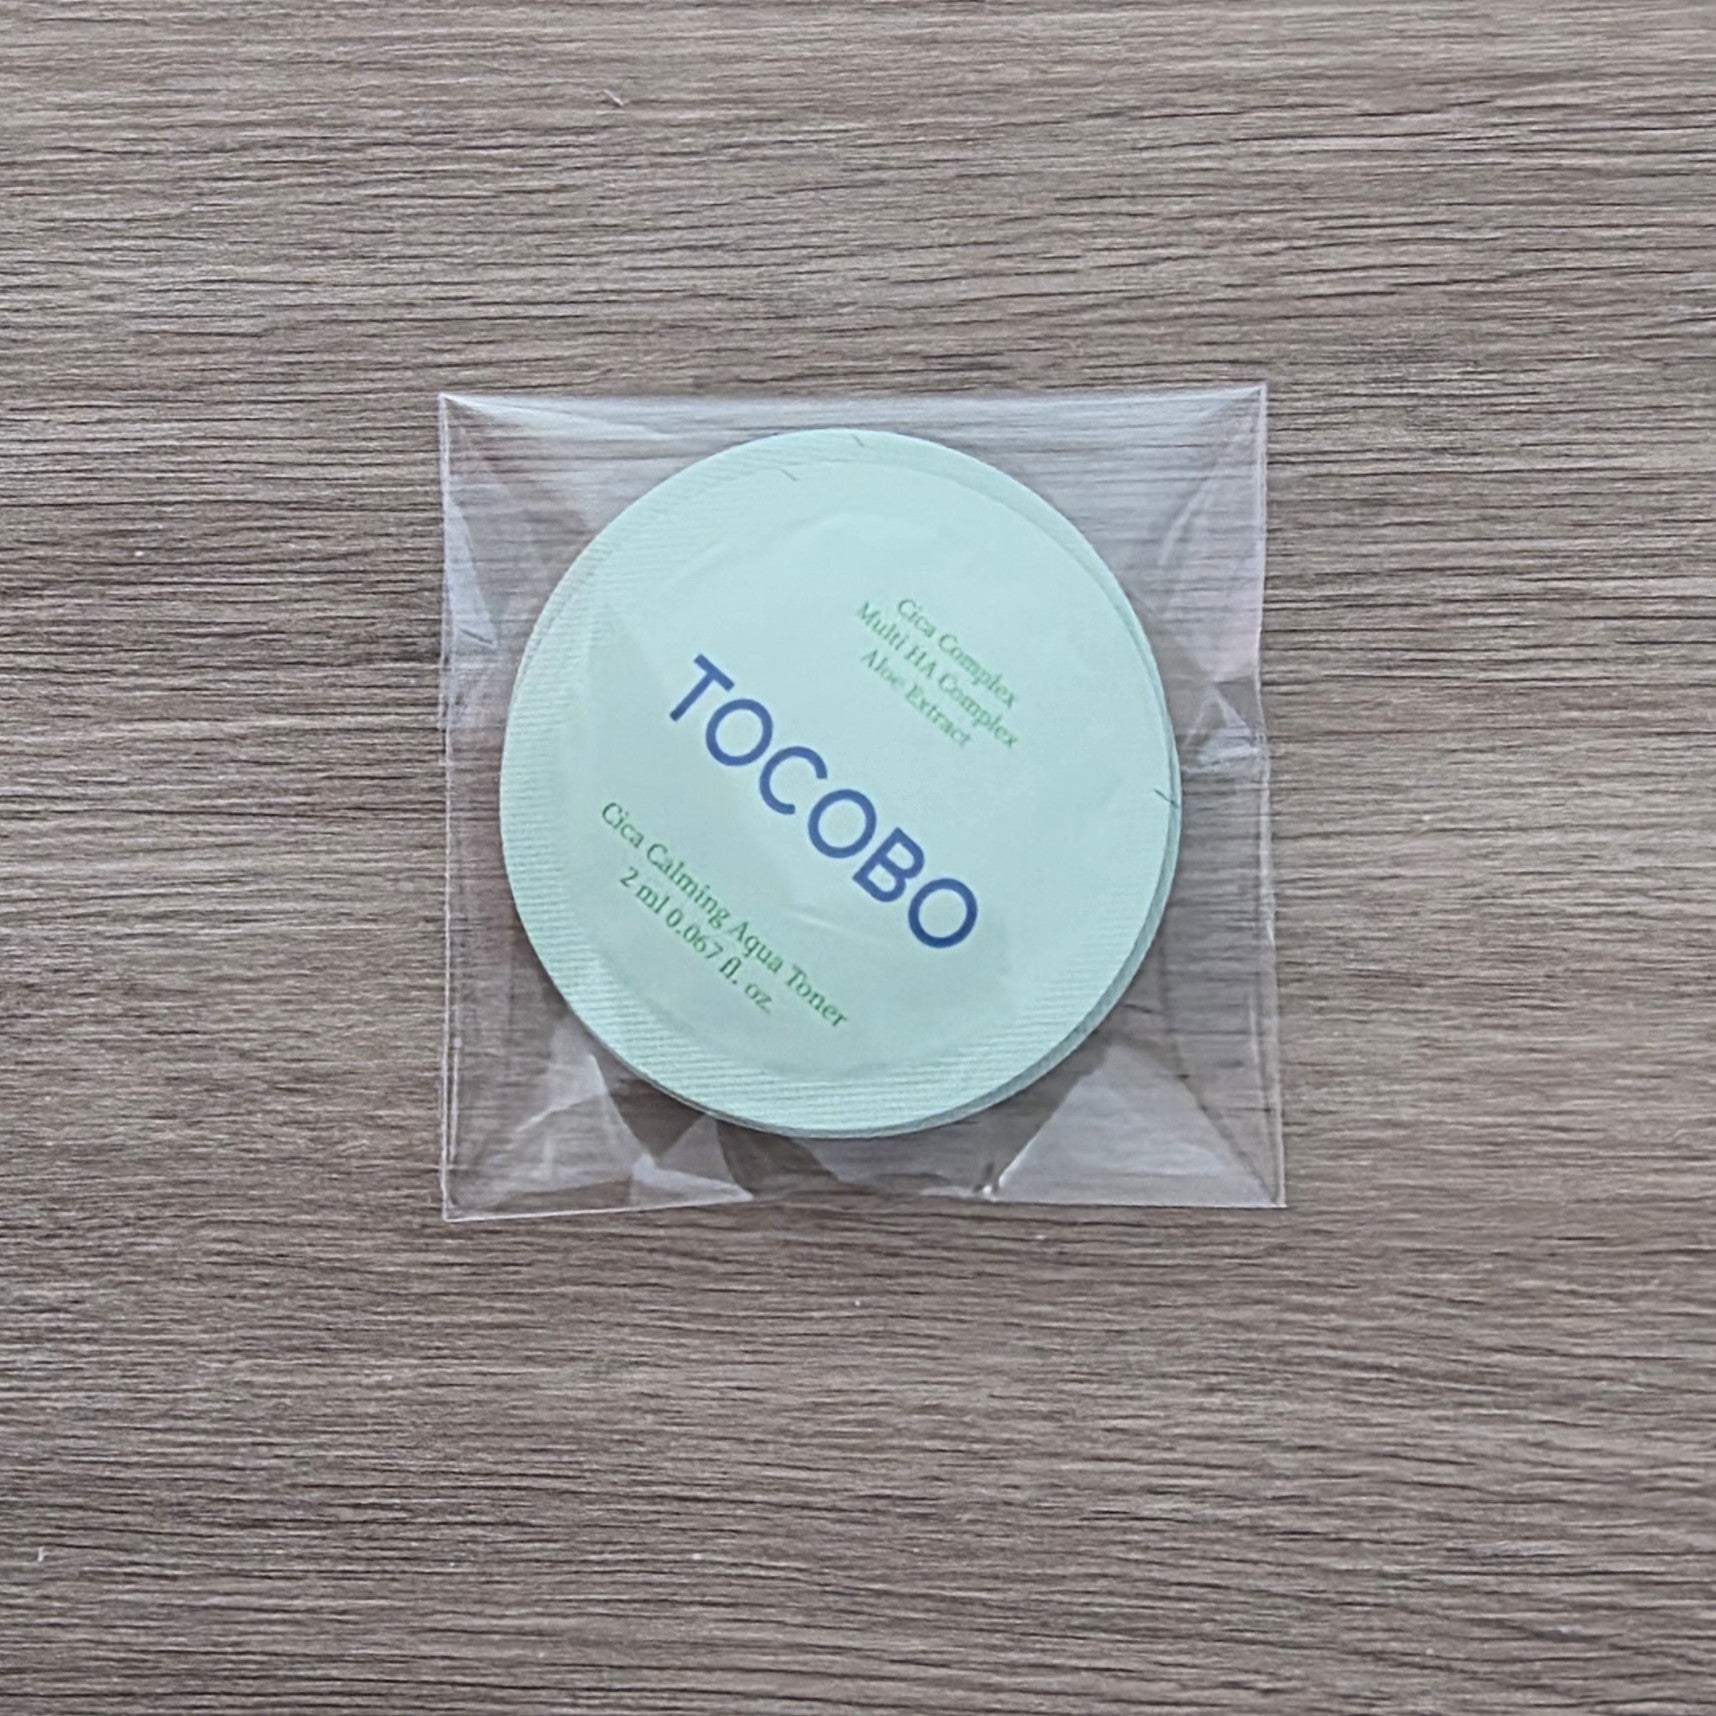 Cica Complex
Multi HA Complex
Aloe Extract
TOCOBO
Cica Calming Aqua Toner
2 ml 0.067 fl. oz.